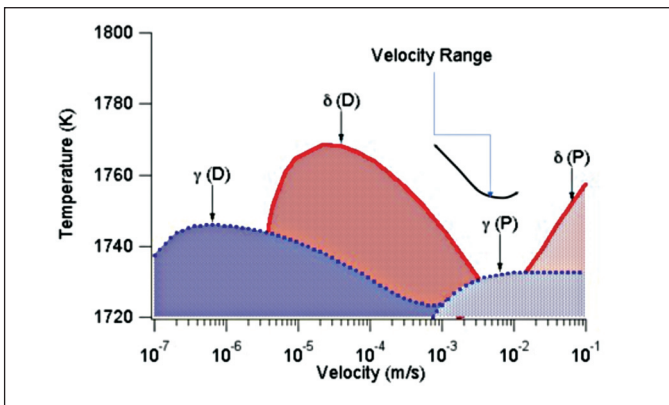 1800
Velocity Range
1780
δ (D)
Temperature (K)
δ (P)
1760
γ (D)
γ (P)
1740
1720
10-7 10-6 10-5 10-4 10-3 10-2 10-1
Velocity (m/s)